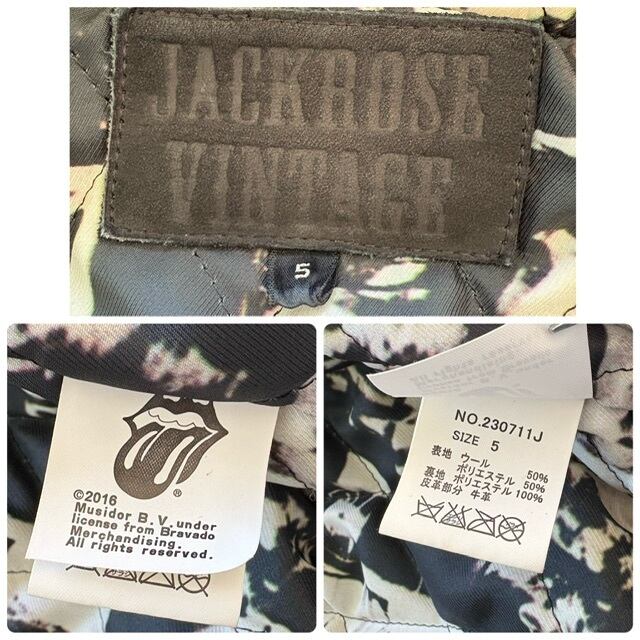 JACKROSE
VINTAGE
5
®
©2016
Musidor B.V. under
license from Bravado
Merchandising.
All rights reserved.
NO.230711J
SIZE 5
表地 ウール 50%
ポリエステル 50%
裏地 ポリエステル 100%
皮革部分 牛革